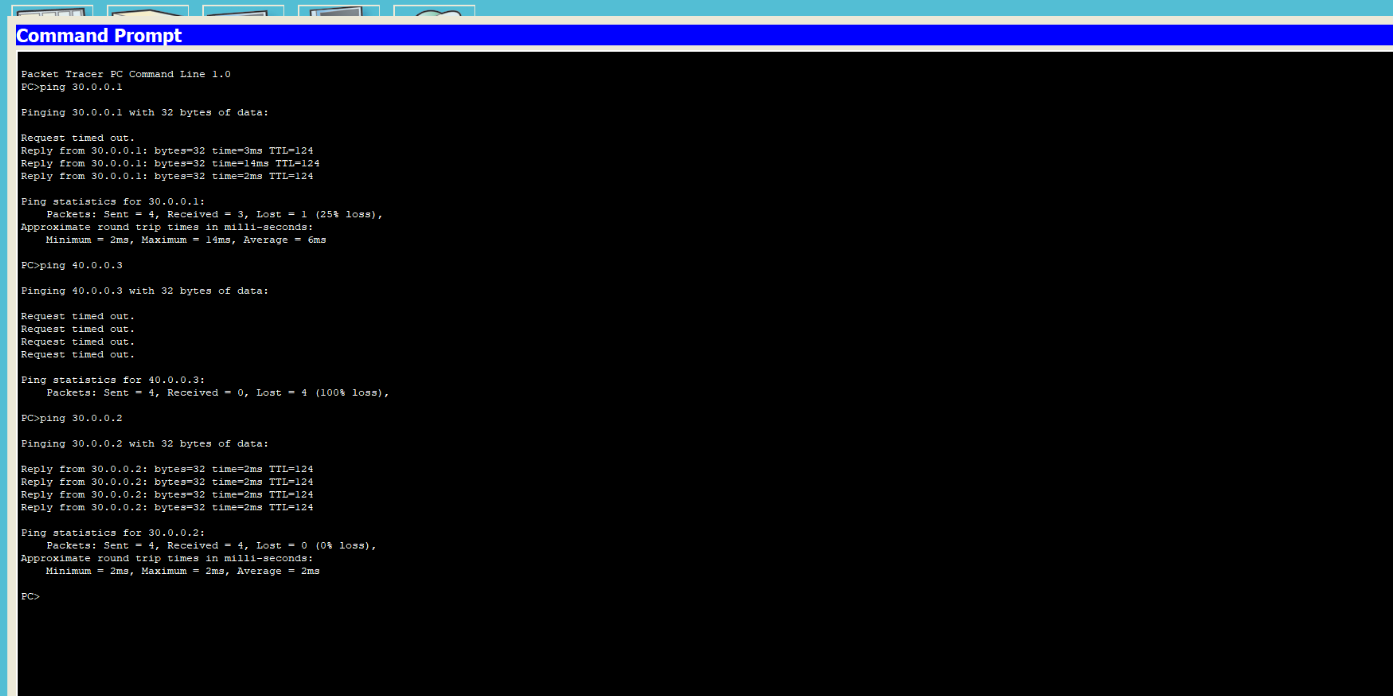 Command Prompt
Packet Tracer PC Command Line 1.0
PC>ping 30.0.0.1
Pinging 30.0.0.1 with 32 bytes of data:
Request timed out.
Reply from 30.0.0.1: bytes=32 time=3ms TTL=124
Reply from 30.0.0.1: bytes=32 time=14ms TTL=124
Reply from 30.0.0.1: bytes=32 time=2ms TTL=124
Ping statistics for 30.0.0.1:
    Packets: Sent = 4, Received = 3, Lost = 1 (25% loss),
Approximate round trip times in milli-seconds:
    Minimum = 2ms, Maximum = 14ms, Average = 6ms
PC>ping 40.0.0.3
Pinging 40.0.0.3 with 32 bytes of data:
Request timed out.
Request timed out.
Request timed out.
Request timed out.
Ping statistics for 40.0.0.3:
    Packets: Sent = 4, Received = 0, Lost = 4 (100% loss),
PC>ping 30.0.0.2
Pinging 30.0.0.2 with 32 bytes of data:
Reply from 30.0.0.2: bytes=32 time=2ms TTL=124
Reply from 30.0.0.2: bytes=32 time=2ms TTL=124
Reply from 30.0.0.2: bytes=32 time=2ms TTL=124
Reply from 30.0.0.2: bytes=32 time=2ms TTL=124
Ping statistics for 30.0.0.2:
    Packets: Sent = 4, Received = 4, Lost = 0 (0% loss),
Approximate round trip times in milli-seconds:
    Minimum = 2ms, Maximum = 2ms, Average = 2ms
PC>